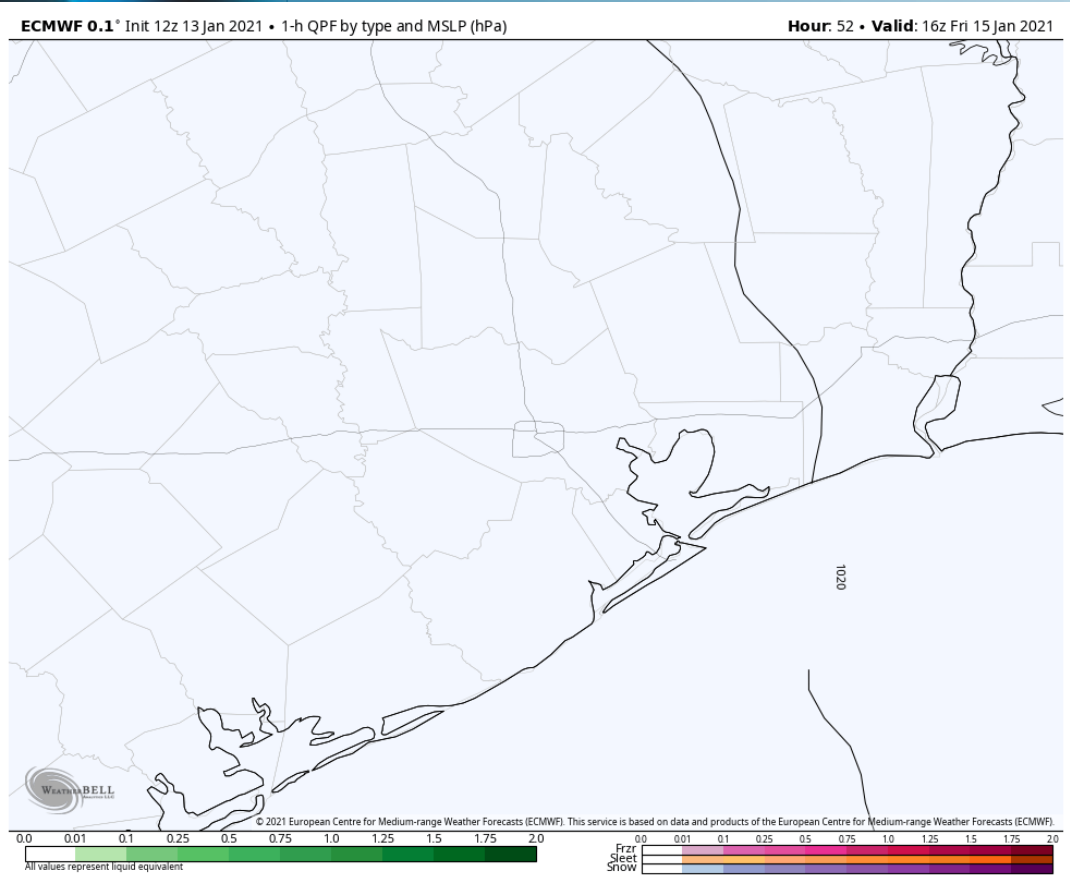 ECMWF 0.1° Init 12z 13 Jan 2021 • 1-h QPF by type and MSLP (hPa)
Hour: 52 • Valid: 16z Fri 15 Jan 2021
1020
WEATHERBELL
© 2021 European Centre for Medium-range Weather Forecasts (ECMWF). This service is based on data and products of the European Centre for Medium-range Weather Forecasts (ECMWF).
0.0 0.01 0.1 0.25 0.5 0.75 1.0 1.25 1.5 1.75 2.0
All values represent liquid equivalent
0.0 0.01 0.1 0.25 0.5 0.75 1.0 1.25 1.5 1.75 2.0
Frzr
Sleet
Snow